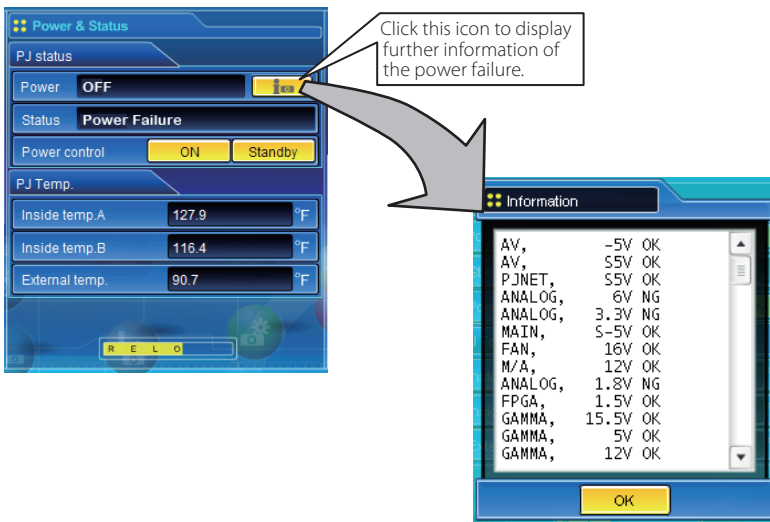 Power & Status
PJ status
Power OFF
Status Power Failure
Power control ON Standby
PJ Temp.
Inside temp.A 127.9 °F
Inside temp.B 116.4 °F
External temp. 90.7 °F
R E L O
Click this icon to display
further information of
the power failure.
Information
AV, -5V OK
AV, S5V OK
PJNET, S5V OK
ANALOG, 6V NG
ANALOG, 3.3V NG
MAIN, S-5V OK
FAN, 16V OK
M/A, 12V OK
ANALOG, 1.8V NG
FPGA, 1.5V OK
GAMMA, 15.5V OK
GAMMA, 5V OK
GAMMA, 12V OK
OK